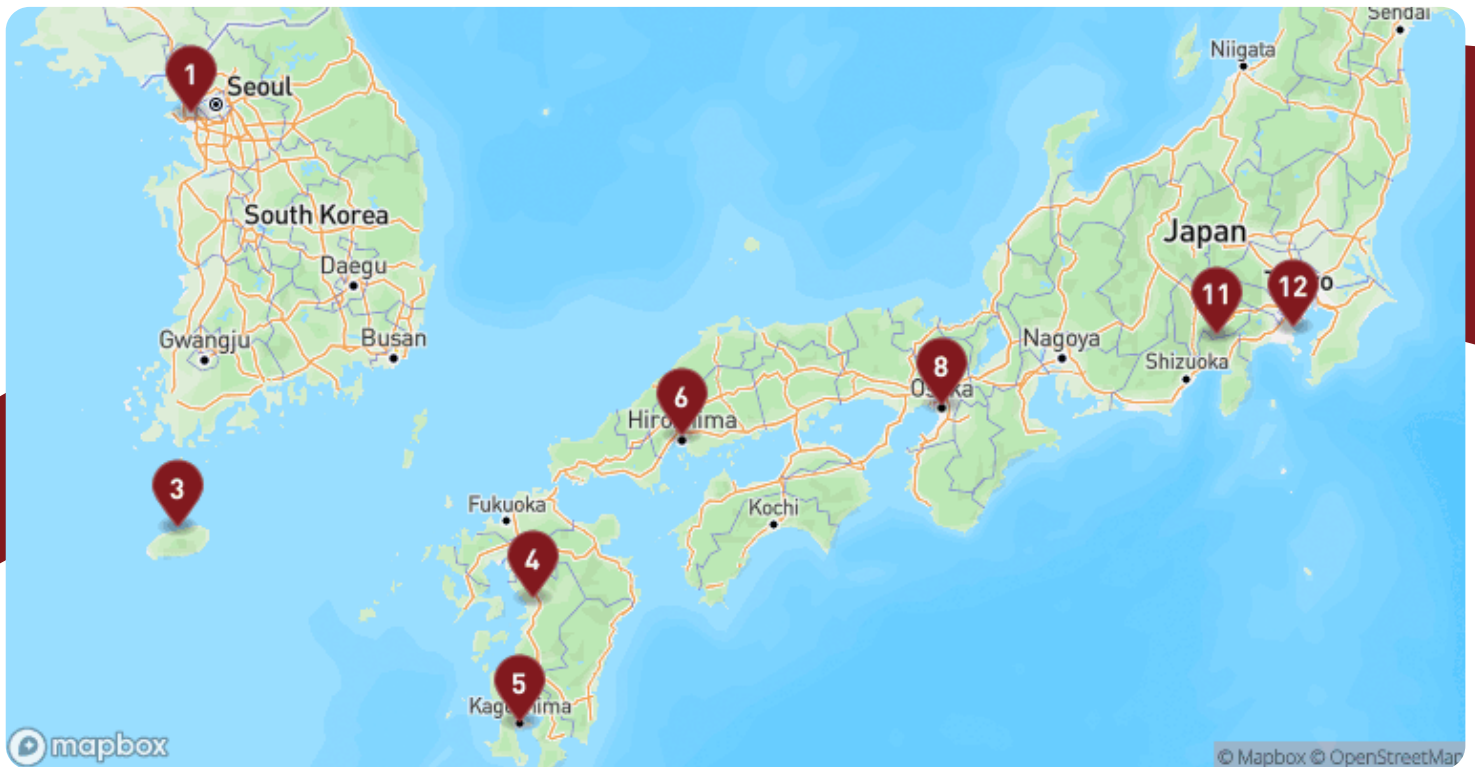 Sendai
Niigata
1
Seoul
South Korea
Japan
Daegu
11
12
Gwangju
Busan
Nagoya
Shizuoka
8
6
3
Fukuoka
Kochi
4
5
mapbox
© Mapbox © OpenStreetMap